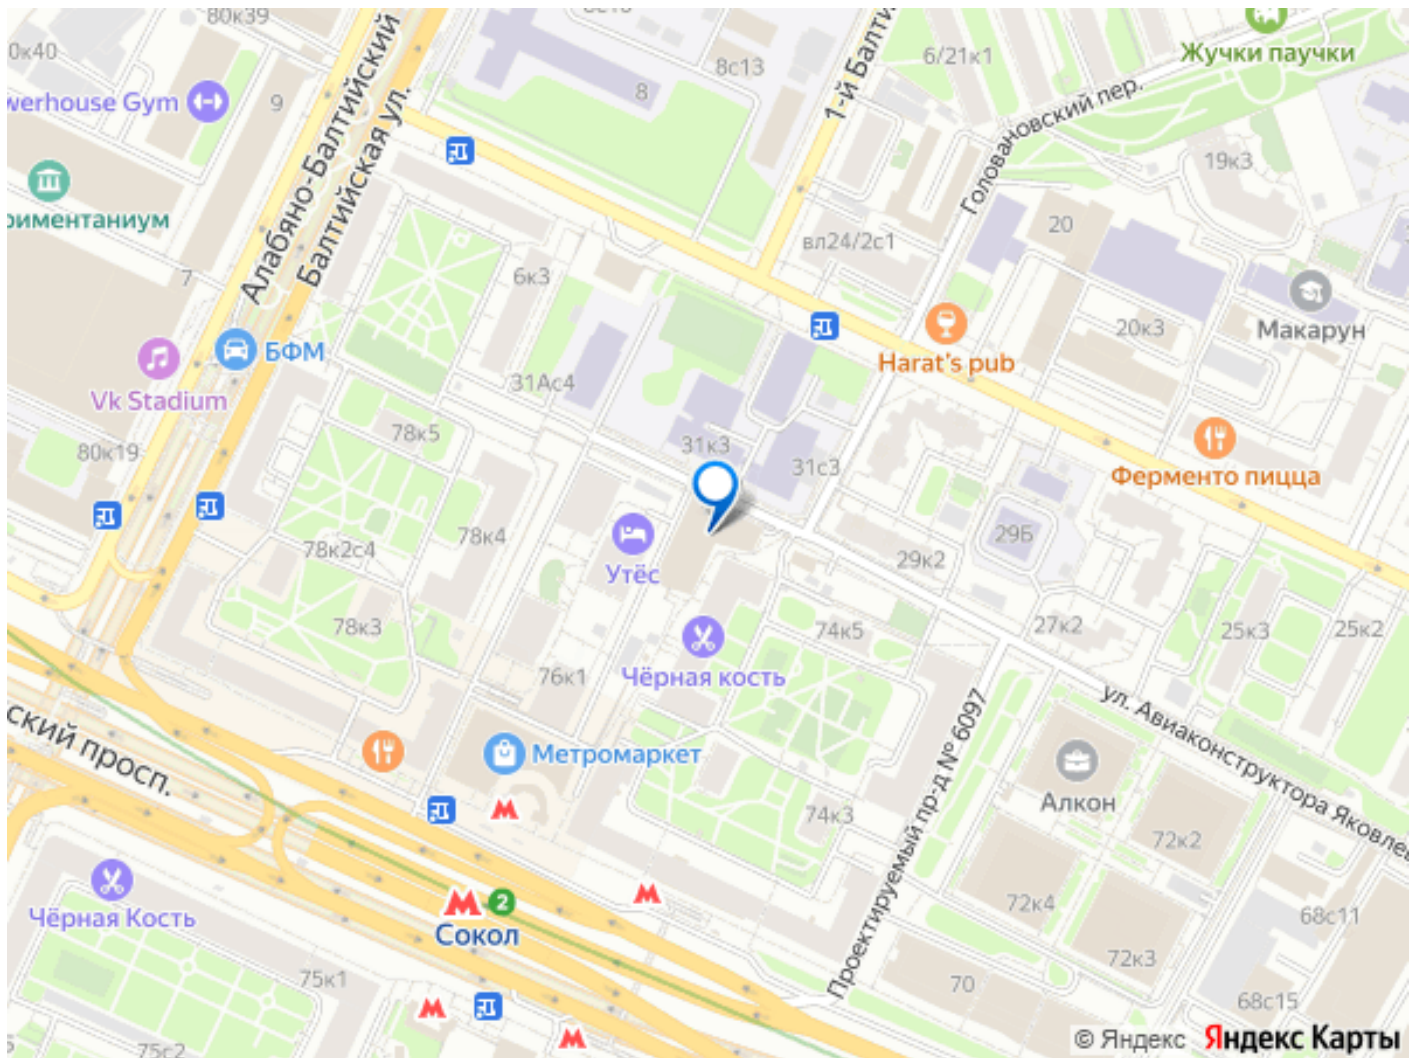 80к39
8с10
Жучки паучки
6/21к1
8с13
1-й Балти
0к40
werhouse Gym
9
8
Головановский пер.
Алабяно-Балтийский
Балтийская ул.
19к3
риментаниум
20
вл24/2с1
7
6к3
20к3
Макарун
БФМ
Harat's pub
31Ас4
Vk Stadium
78к5
31к3
80к19
31с3
Ферменто пицца
78к4
29Б
78к2с4
29к2
Утёс
78к3
74к5
27к2
25к3
25к2
76к1
Чёрная кость
ул. Авиаконструктора Яковлев
Проектируемый пр-д № 6097
ский просп.
Метромаркет
Алкон
74к3
72к2
Чёрная Кость
2
Сокол
72к4
68с11
72к3
75к1
70
68с15
75с2
© Яндекс Яндекс Карты